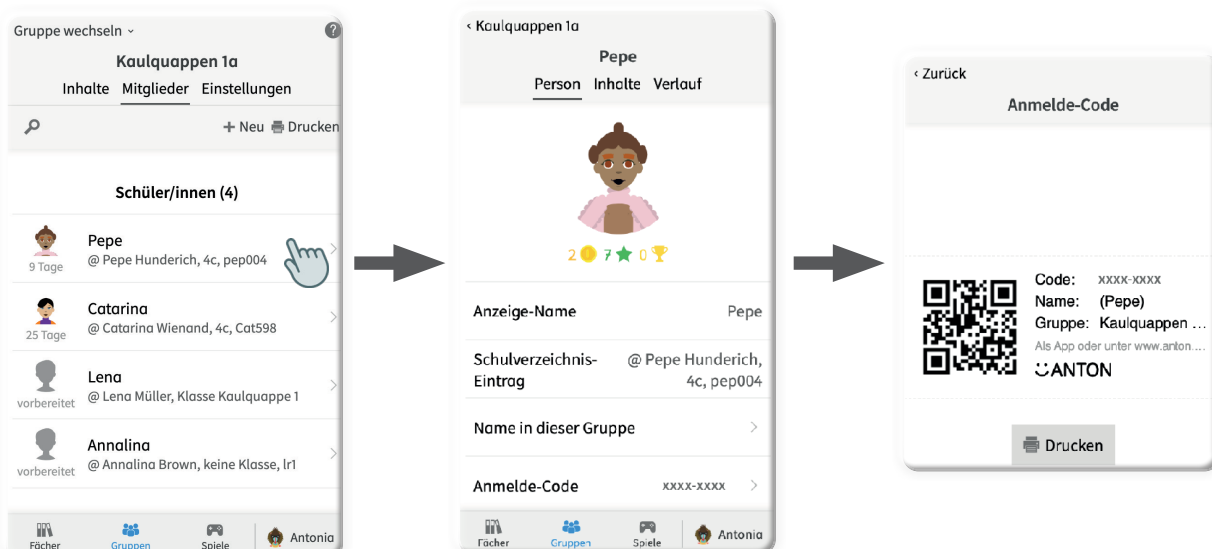 Gruppe wechseln
?
Kaulquappen 1a
Inhalte Mitglieder Einstellungen
+ Neu Drucken
Schüler/innen (4)
Pepe
@ Pepe Hunderich, 4c, pep004
9 Tage
Catarina
@ Catarina Wienand, 4c, Cat598
25 Tage
Lena
@ Lena Müller, Klasse Kaulquappe 1
vorbereitet
Annalina
@ Annalina Brown, keine Klasse, lr1
vorbereitet
Fächer Gruppen Spiele Antonia
‹ Kaulquappen 1a
Pepe
Person Inhalte Verlauf
2 7 0
Anzeige-Name Pepe
Schulverzeichnis- @ Pepe Hunderich,
Eintrag 4c, pep004
Name in dieser Gruppe
Anmelde-Code xxxx-xxxx
Fächer Gruppen Spiele Antonia
‹ Zurück
Anmelde-Code
Code: xxxx-xxxx
Name: (Pepe)
Gruppe: Kaulquappen ...
Als App oder unter www.anton....
ANTON
Drucken